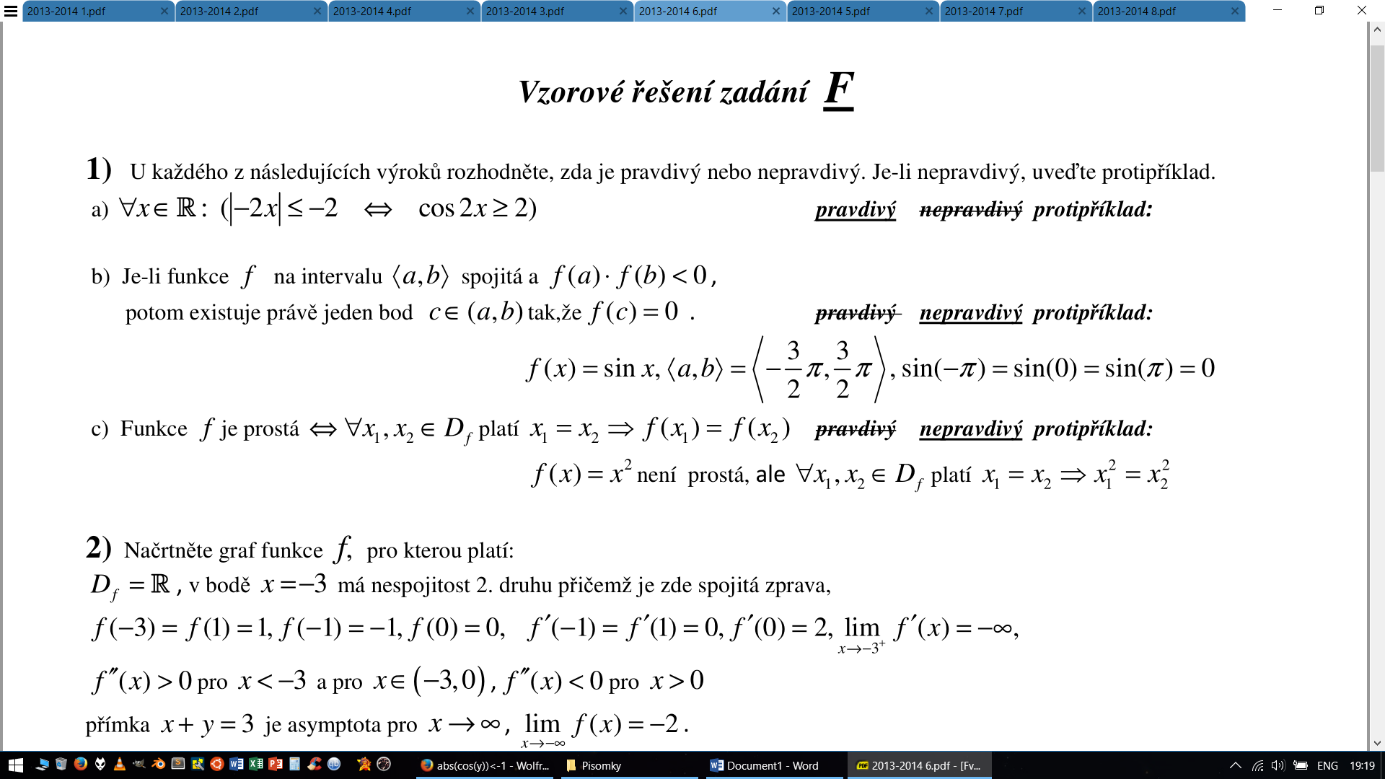 2013-2014 1.pdf 2013-2014 2.pdf 2013-2014 4.pdf 2013-2014 3.pdf 2013-2014 6.pdf 2013-2014 5.pdf 2013-2014 7.pdf 2013-2014 8.pdf
Vzorové řešení zadání F
1) U každého z následujících výroků rozhodněte, zda je pravdivý nebo nepravdivý. Je-li nepravdivý, uveďte protipříklad.
a) ∀x∈ ℝ: (|−2x| ≤ −2 ⇔ cos 2x ≥ 2) pravdivý nepravdivý protipříklad:
b) Je-li funkce f na intervalu ⟨a,b⟩ spojitá a f(a)· f(b) < 0,
potom existuje právě jeden bod c∈ (a,b) tak,že f(c) = 0 . pravdivý nepravdivý protipříklad:
f(x) = sin x, ⟨a,b⟩ = ⟨−3/2 π, 3/2 π⟩, sin(−π) = sin(0) = sin(π) = 0
c) Funkce f je prostá ⇔ ∀x₁, x₂ ∈ D_f platí x₁ = x₂ ⇒ f(x₁) = f(x₂) pravdivý nepravdivý protipříklad:
f(x) = x² není prostá, ale ∀x₁, x₂ ∈ D_f platí x₁ = x₂ ⇒ x₁² = x₂²
2) Načrtněte graf funkce f, pro kterou platí:
D_f = ℝ , v bodě x = −3 má nespojitost 2. druhu přičemž je zde spojitá zprava,
f(−3) = f(1) = 1, f(−1) = −1, f(0) = 0, f′(−1) = f′(1) = 0, f′(0) = 2, lim x→−3⁺ f′(x) = −∞,
f″(x) > 0 pro x < −3 a pro x∈ (−3,0), f″(x) < 0 pro x > 0
přímka x + y = 3 je asymptota pro x → ∞, lim x→−∞ f(x) = −2 .
abs(cos(y))<-1 - Wolfr... Pisomky Document1 - Word 2013-2014 6.pdf - [Fv... ENG 19:19